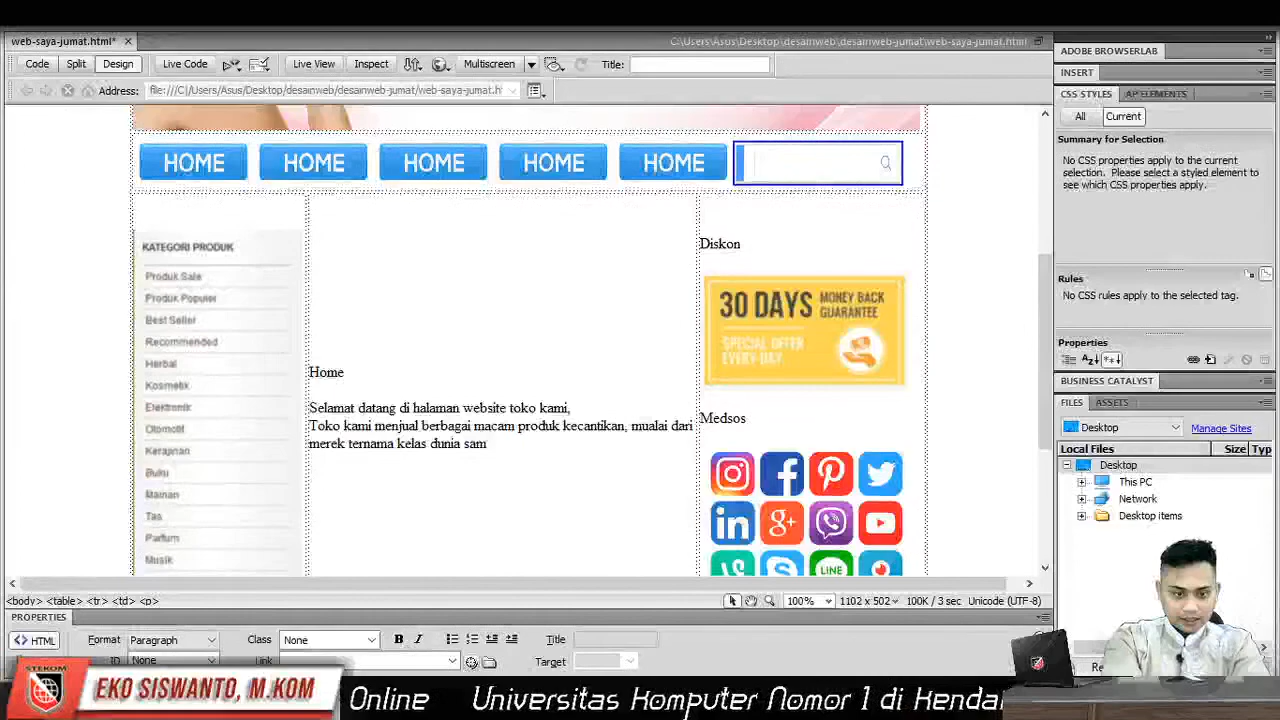 web-saya-jumat.html*
C:\Users\Asus\Desktop\desainweb\desainweb-jumat\web-saya-jumat.html
Code Split Design Live Code Live View Inspect Multiscreen Title:
Address: file:///C|/Users/Asus/Desktop/desainweb/desainweb-jumat/web-saya-jumat.h
HOME HOME HOME HOME HOME
KATEGORI PRODUK
Produk Sale
Produk Populer
Best Seller
Recommended
Herbal
Kosmetik
Elektronik
Otomotif
Kerajinan
Buku
Mainan
Tas
Parfum
Musik
Home
Selamat datang di halaman website toko kami,
Toko kami menjual berbagai macam produk kecantikan, mualai dari
merek ternama kelas dunia sam
Diskon
30 DAYS MONEY BACK GUARANTEE
SPECIAL OFFER
EVERY DAY
Medsos
LINE
<body> <table> <tr> <td> <p>
100% 1102 x 502 100K / 3 sec Unicode (UTF-8)
PROPERTIES
HTML Format Paragraph Class None B I Title
ID None Link Target
ADOBE BROWSERLAB
INSERT
CSS STYLES AP ELEMENTS
All Current
Summary for Selection
No CSS properties apply to the current
selection. Please select a styled element to
see which CSS properties apply.
Rules
No CSS rules apply to the selected tag.
Properties
BUSINESS CATALYST
FILES ASSETS
Desktop Manage Sites
Local Files Size Typ
Desktop
This PC
Network
Desktop items
STEKOM
EKO SISWANTO, M.KOM
Online Universitas Komputer Nomor 1 di Kenda